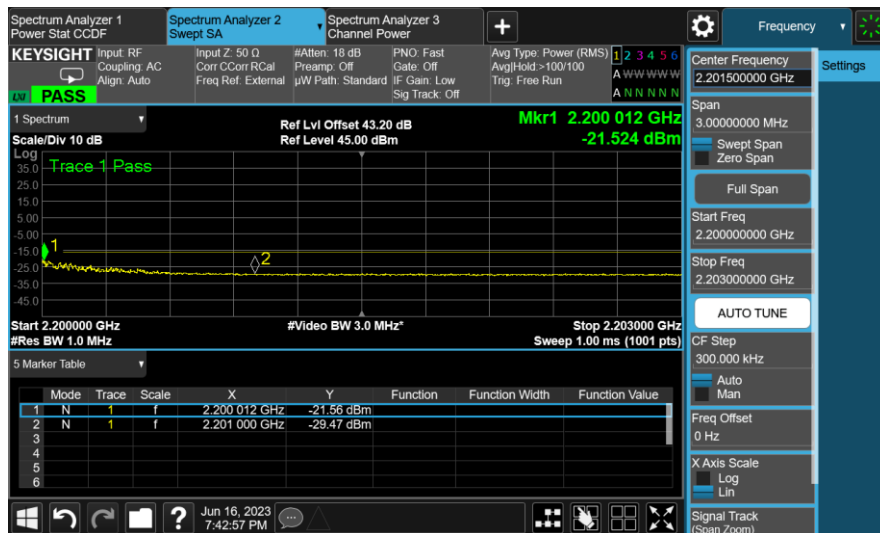 Spectrum Analyzer 1
Power Stat CCDF
Spectrum Analyzer 2
Swept SA
Spectrum Analyzer 3
Channel Power
Frequency
KEYSIGHT
LXI
PASS
Input: RF
Coupling: AC
Align: Auto
Input Z: 50 Ω
Corr CCorr RCal
Freq Ref: External
#Atten: 18 dB
Preamp: Off
µW Path: Standard
PNO: Fast
Gate: Off
IF Gain: Low
Sig Track: Off
Avg Type: Power (RMS)
Avg|Hold:>100/100
Trig: Free Run
1 2 3 4 5 6
A W W W W W
A N N N N N
1 Spectrum
Scale/Div 10 dB
Ref Lvl Offset 43.20 dB
Ref Level 45.00 dBm
Mkr1 2.200 012 GHz
-21.524 dBm
Log
Trace 1 Pass
35.0
25.0
15.0
5.00
-5.00
-15.0
-25.0
-35.0
-45.0
1
2
Start 2.200000 GHz
#Res BW 1.0 MHz
#Video BW 3.0 MHz*
Stop 2.203000 GHz
Sweep 1.00 ms (1001 pts)
5 Marker Table
Mode Trace Scale X Y Function Function Width Function Value
1 N 1 f 2.200 012 GHz -21.56 dBm
2 N 1 f 2.201 000 GHz -29.47 dBm
3
4
5
6
Jun 16, 2023
7:42:57 PM
Center Frequency
2.201500000 GHz
Span
3.00000000 MHz
Swept Span
Zero Span
Full Span
Start Freq
2.200000000 GHz
Stop Freq
2.203000000 GHz
AUTO TUNE
CF Step
300.000 kHz
Auto
Man
Freq Offset
0 Hz
X Axis Scale
Log
Lin
Signal Track
(Span Zoom)
Settings